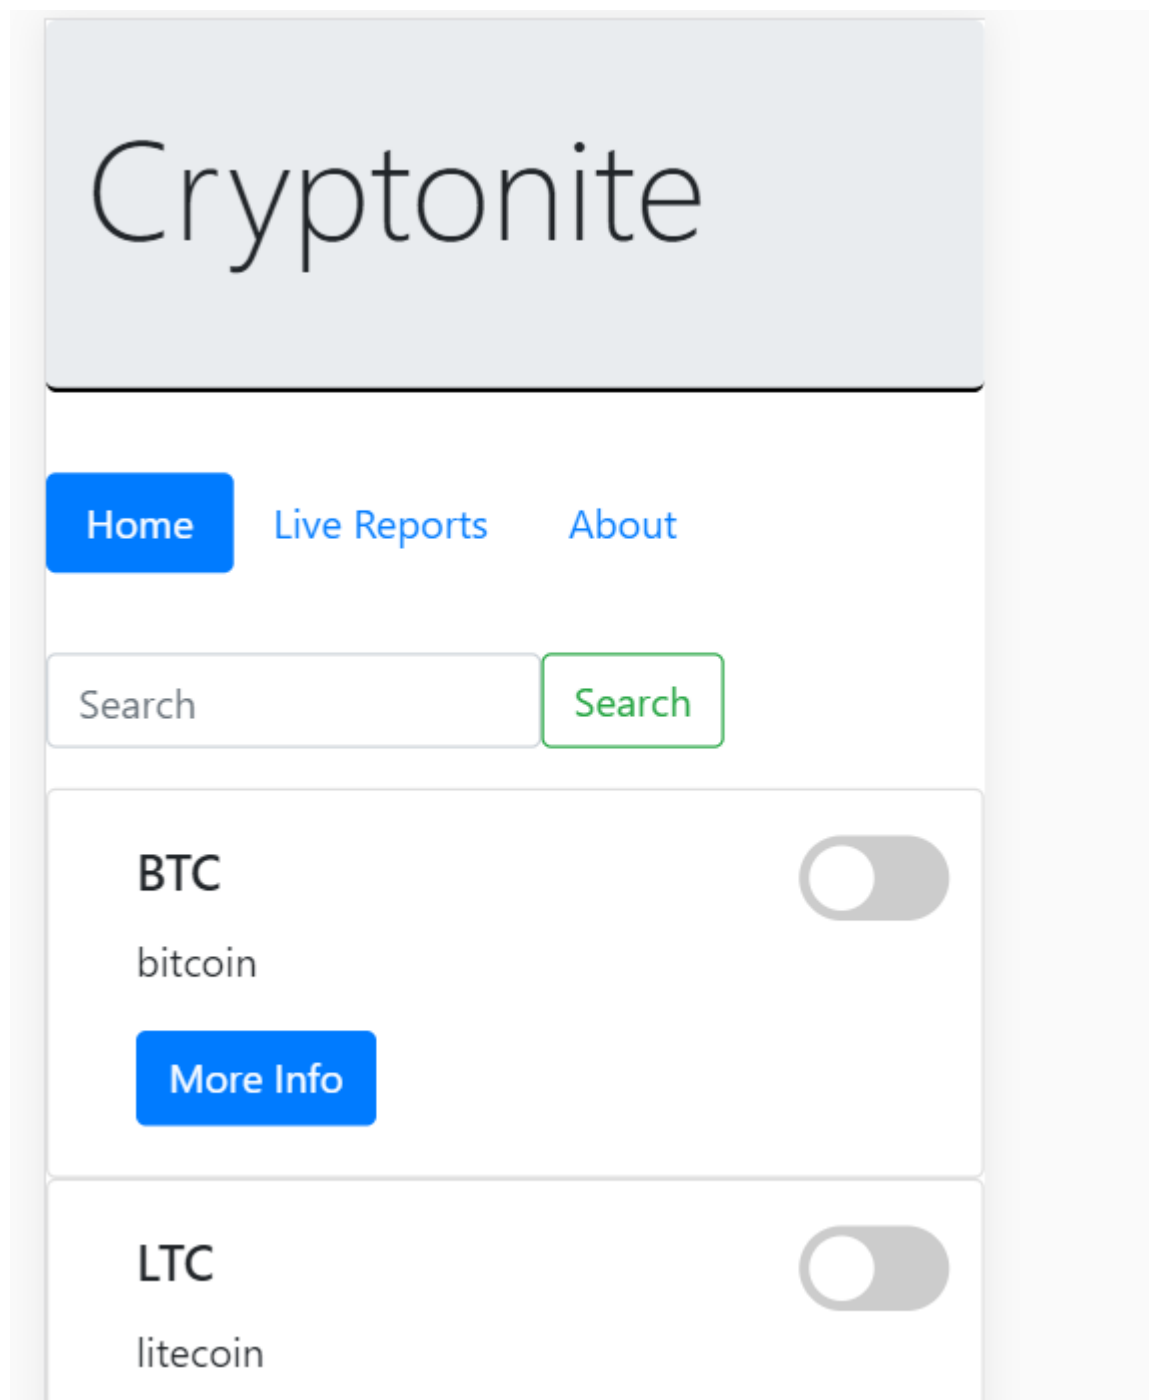 Cryptonite
Home Live Reports About
Search Search
BTC
bitcoin
More Info
LTC
litecoin